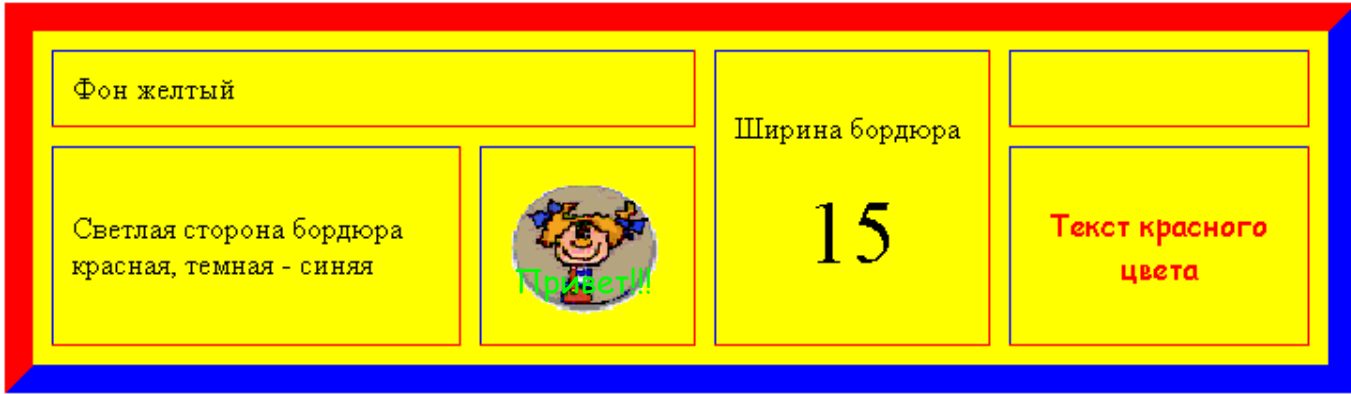 Фон желтый
Ширина бордюра
15
Светлая сторона бордюра
красная, темная - синяя
Привет!!!
Текст красного
цвета